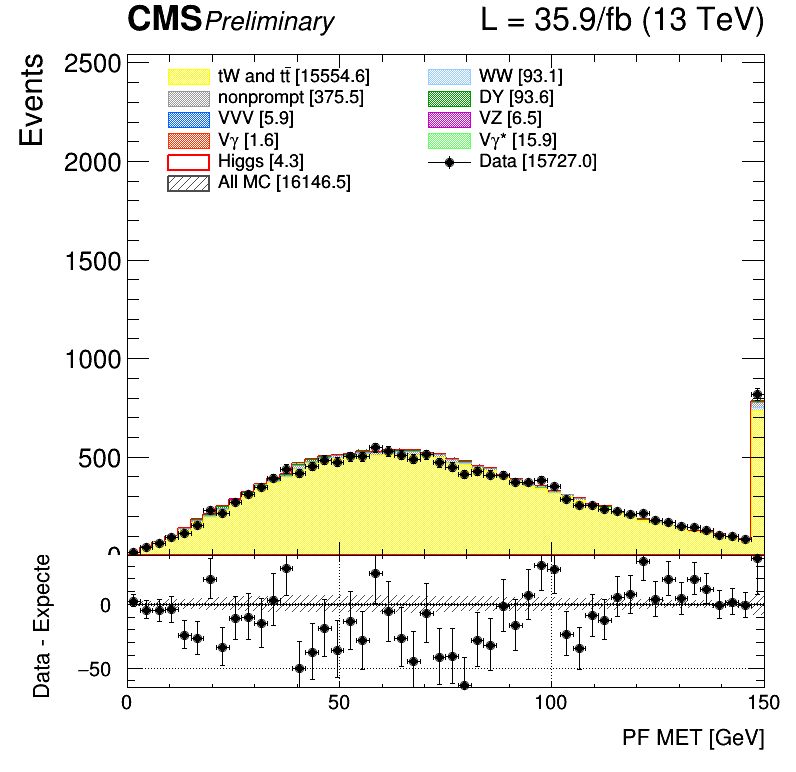 CMS Preliminary L = 35.9/fb (13 TeV)
Events
2500
2000
1500
1000
500
0
tW and tt̄ [15554.6]
nonprompt [375.5]
VVV [5.9]
Vγ [1.6]
Higgs [4.3]
All MC [16146.5]
WW [93.1]
DY [93.6]
VZ [6.5]
Vγ* [15.9]
Data [15727.0]
Data - Expecte
0
−50
0 50 100 150
PF MET [GeV]